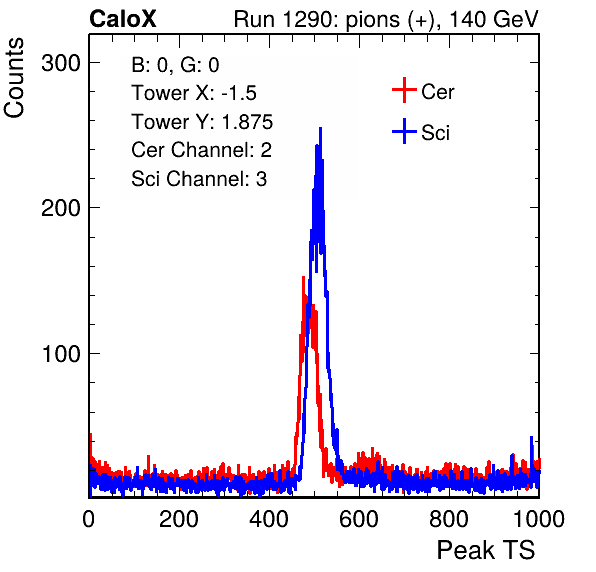 CaloX Run 1290: pions (+), 140 GeV
Counts
300
200
100
B: 0, G: 0
Tower X: -1.5
Tower Y: 1.875
Cer Channel: 2
Sci Channel: 3
Cer
Sci
0 200 400 600 800 1000
Peak TS